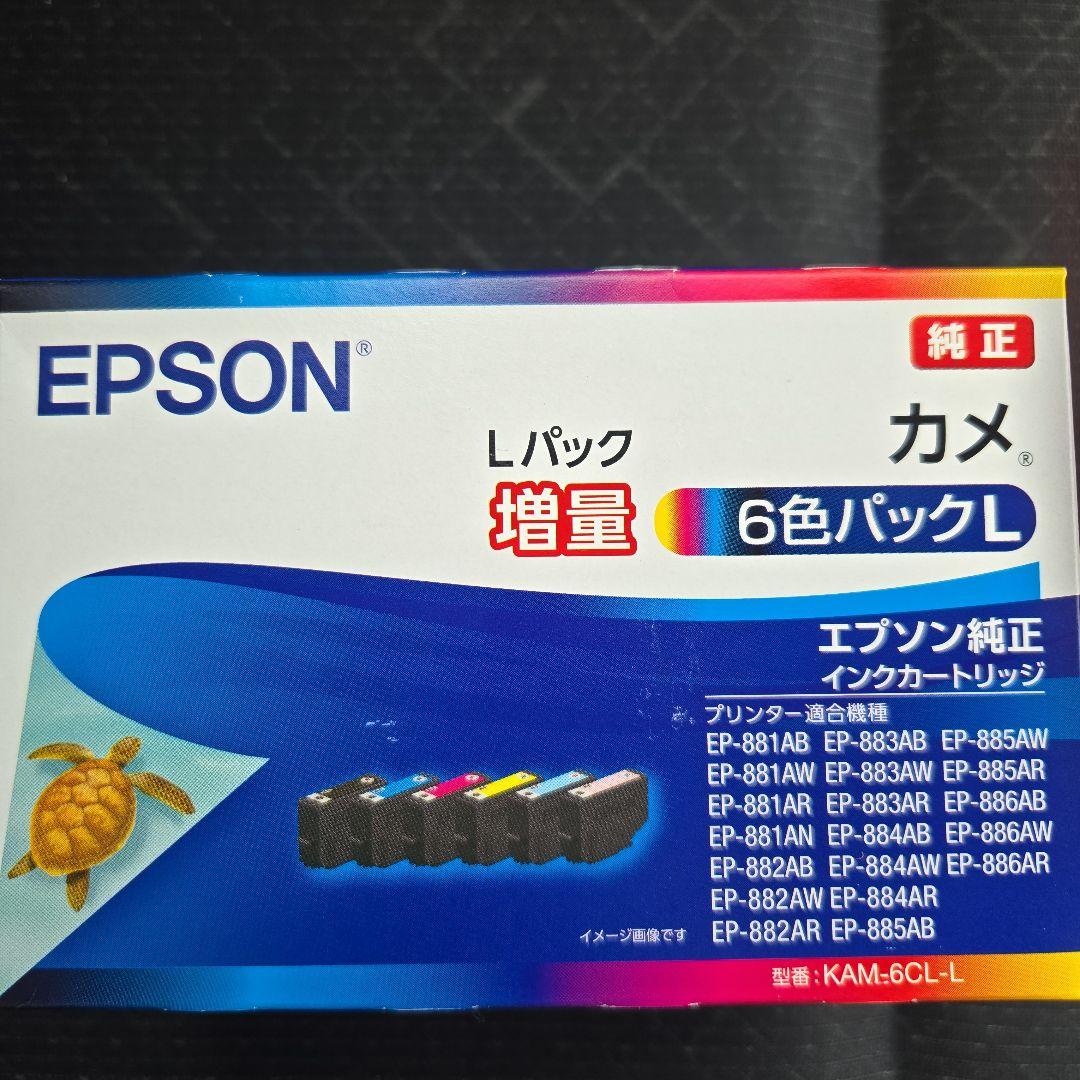 EPSON®
純正
カメ®
Lパック
増量
6色パックL
エプソン純正
インクカートリッジ
プリンター適合機種
EP-881AB EP-883AB EP-885AW
EP-881AW EP-883AW EP-885AR
EP-881AR EP-883AR EP-886AB
EP-881AN EP-884AB EP-886AW
EP-882AB EP-884AW EP-886AR
EP-882AW EP-884AR
EP-882AR EP-885AB
イメージ画像です
型番:KAM-6CL-L